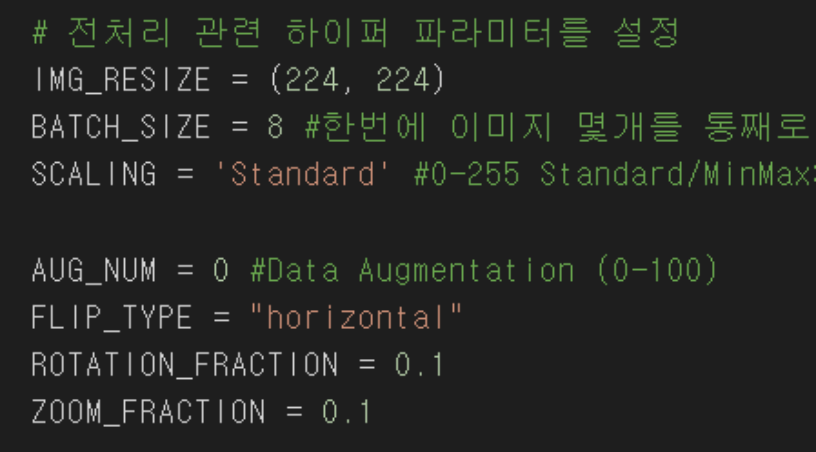 # 전처리 관련 하이퍼 파라미터를 설정
IMG_RESIZE = (224, 224)
BATCH_SIZE = 8 #한번에 이미지 몇개를 통째로
SCALING = 'Standard' #0-255 Standard/MinMax
AUG_NUM = 0 #Data Augmentation (0-100)
FLIP_TYPE = "horizontal"
ROTATION_FRACTION = 0.1
ZOOM_FRACTION = 0.1